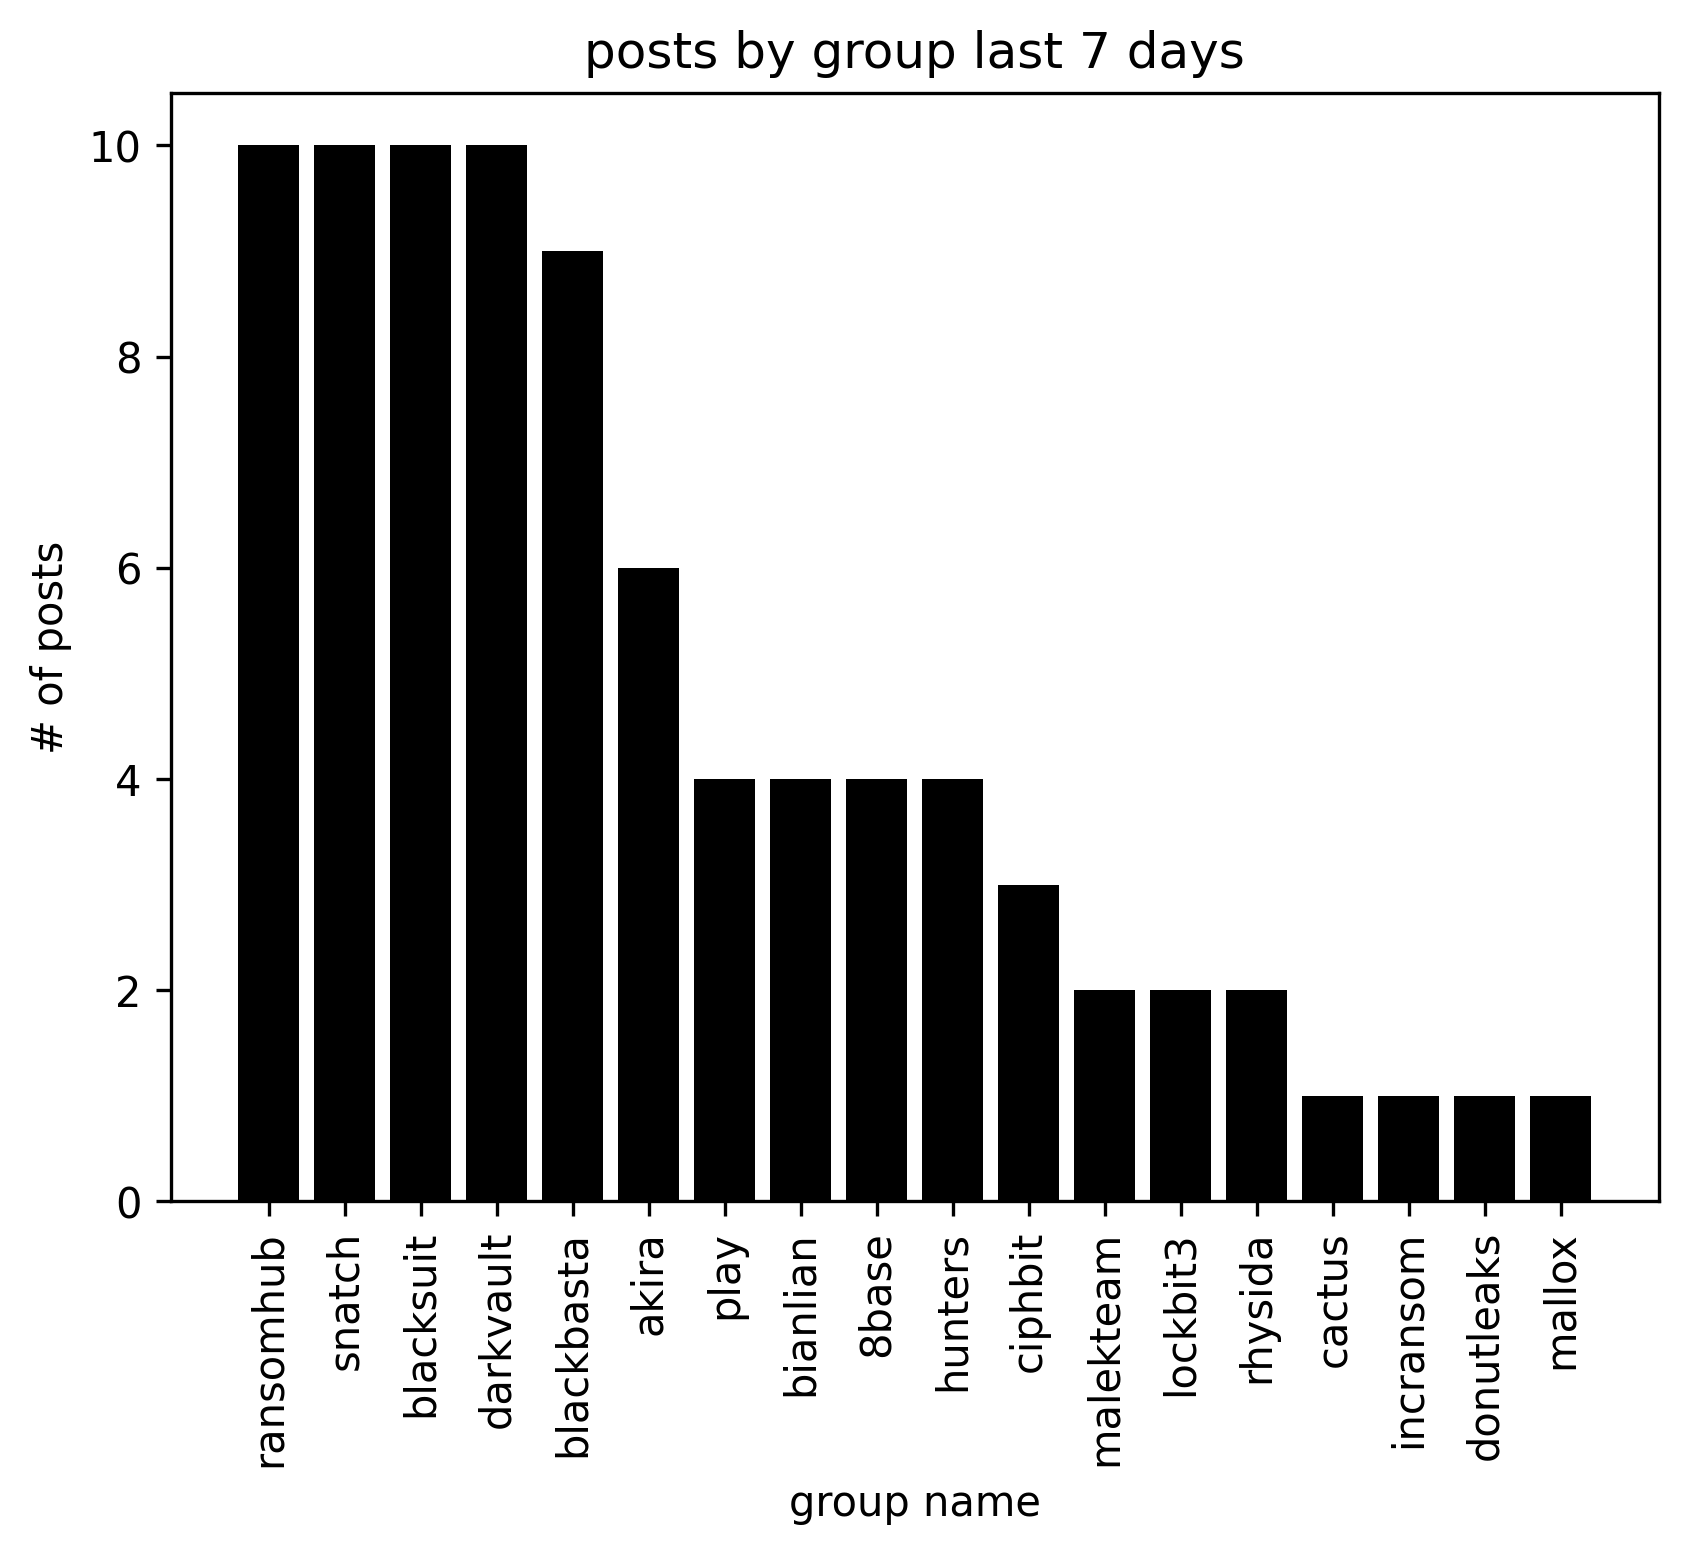 posts by group last 7 days
10
8
6
4
2
0
# of posts
ransomhub
snatch
blacksuit
darkvault
blackbasta
akira
play
bianlian
8base
hunters
ciphbit
malekteam
lockbit3
rhysida
cactus
incransom
donutleaks
mallox
group name